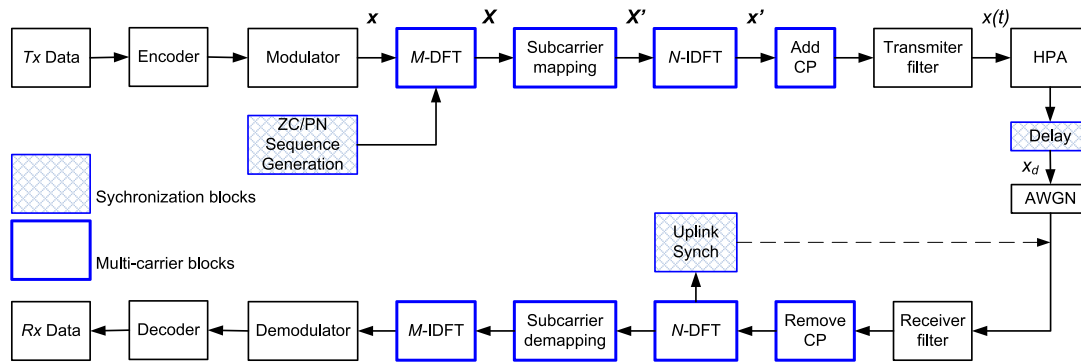 x
X
X'
x'
x(t)
Tx Data
Encoder
Modulator
M-DFT
Subcarrier
mapping
N-IDFT
Add
CP
Transmiter
filter
HPA
ZC/PN
Sequence
Generation
Delay
x_d
AWGN
Sychronization blocks
Multi-carrier blocks
Uplink
Synch
Rx Data
Decoder
Demodulator
M-IDFT
Subcarrier
demapping
N-DFT
Remove
CP
Receiver
filter